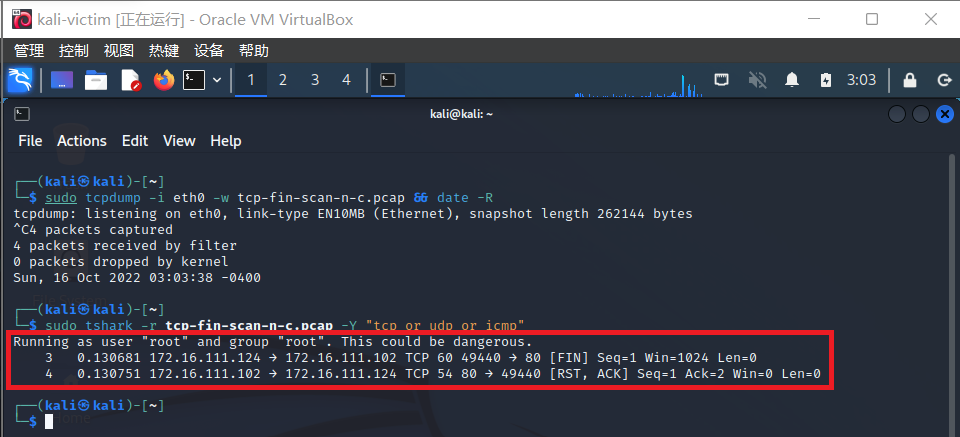 kali-victim [正在运行] - Oracle VM VirtualBox
管理 控制 视图 热键 设备 帮助
1 2 3 4 3:03
kali@kali: ~
File Actions Edit View Help
┌──(kali㉿kali)-[~]
└─$ sudo tcpdump -i eth0 -w tcp-fin-scan-n-c.pcap && date -R
tcpdump: listening on eth0, link-type EN10MB (Ethernet), snapshot length 262144 bytes
^C4 packets captured
4 packets received by filter
0 packets dropped by kernel
Sun, 16 Oct 2022 03:03:38 -0400
┌──(kali㉿kali)-[~]
└─$ sudo tshark -r tcp-fin-scan-n-c.pcap -Y "tcp or udp or icmp"
Running as user "root" and group "root". This could be dangerous.
3 0.130681 172.16.111.124 → 172.16.111.102 TCP 60 49440 → 80 [FIN] Seq=1 Win=1024 Len=0
4 0.130751 172.16.111.102 → 172.16.111.124 TCP 54 80 → 49440 [RST, ACK] Seq=1 Ack=2 Win=0 Len=0
┌──(kali㉿kali)-[~]
└─$